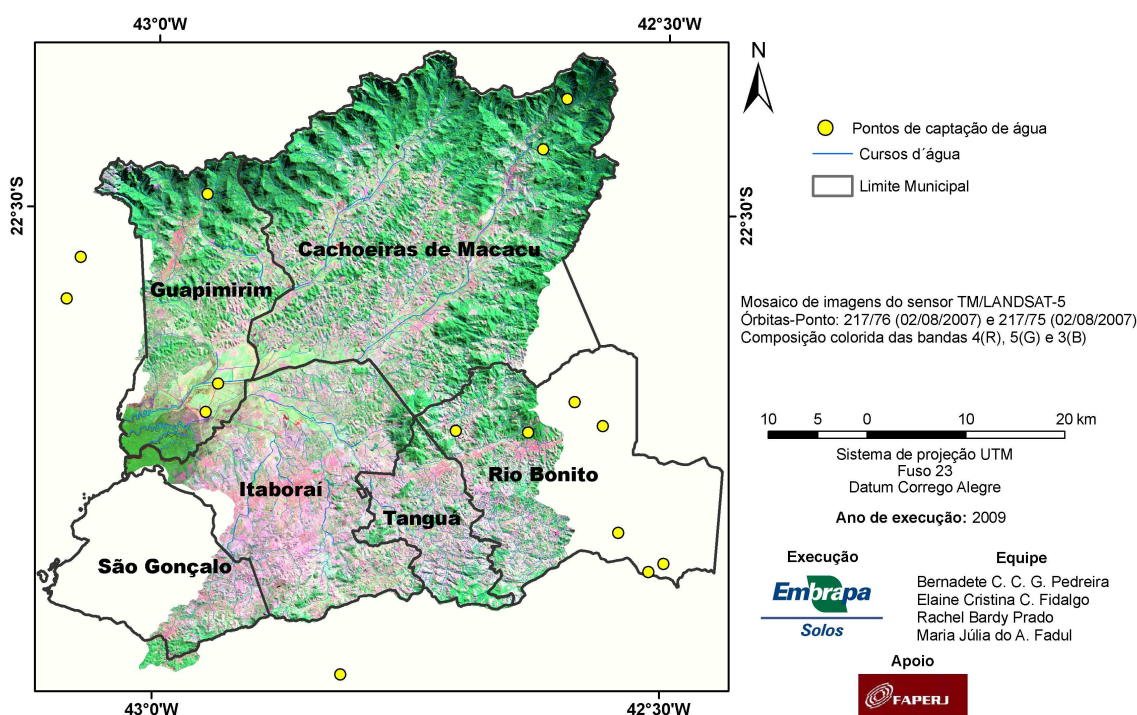 43°0'W
42°30'W
22°30'S
22°30'S
Cachoeiras de Macacu
Guapimirim
Rio Bonito
Itaboraí
Tanguá
São Gonçalo
43°0'W
42°30'W
N
Pontos de captação de água
Cursos d´água
Limite Municipal
Mosaico de imagens do sensor TM/LANDSAT-5
Órbitas-Ponto: 217/76 (02/08/2007) e 217/75 (02/08/2007)
Composição colorida das bandas 4(R), 5(G) e 3(B)
10 5 0 10 20 km
Sistema de projeção UTM
Fuso 23
Datum Corrego Alegre
Ano de execução: 2009
Execução
Embrapa
Solos
Equipe
Bernadete C. C. G. Pedreira
Elaine Cristina C. Fidalgo
Rachel Bardy Prado
Maria Júlia do A. Fadul
Apoio
FAPERJ